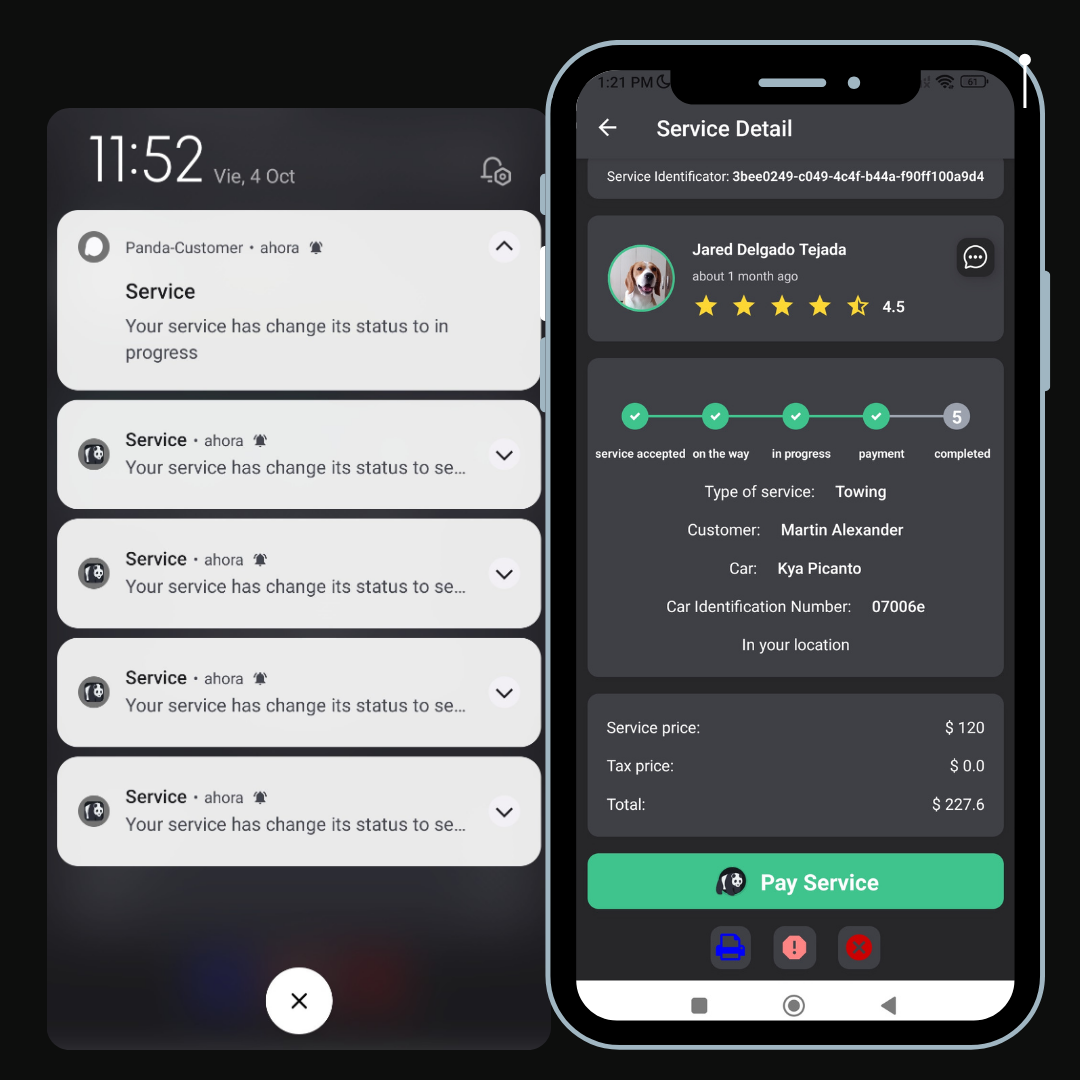 11:52 Vie, 4 Oct
Panda-Customer • ahora
Service
Your service has change its status to in
progress
Service • ahora
Your service has change its status to se...
Service • ahora
Your service has change its status to se...
Service • ahora
Your service has change its status to se...
Service • ahora
Your service has change its status to se...
1:21 PM
61
Service Detail
Service Identificator: 3bee0249-c049-4c4f-b44a-f90ff100a9d4
Jared Delgado Tejada
about 1 month ago
4.5
5
service accepted on the way in progress payment completed
Type of service: Towing
Customer: Martin Alexander
Car: Kya Picanto
Car Identification Number: 07006e
In your location
Service price: $ 120
Tax price: $ 0.0
Total: $ 227.6
Pay Service